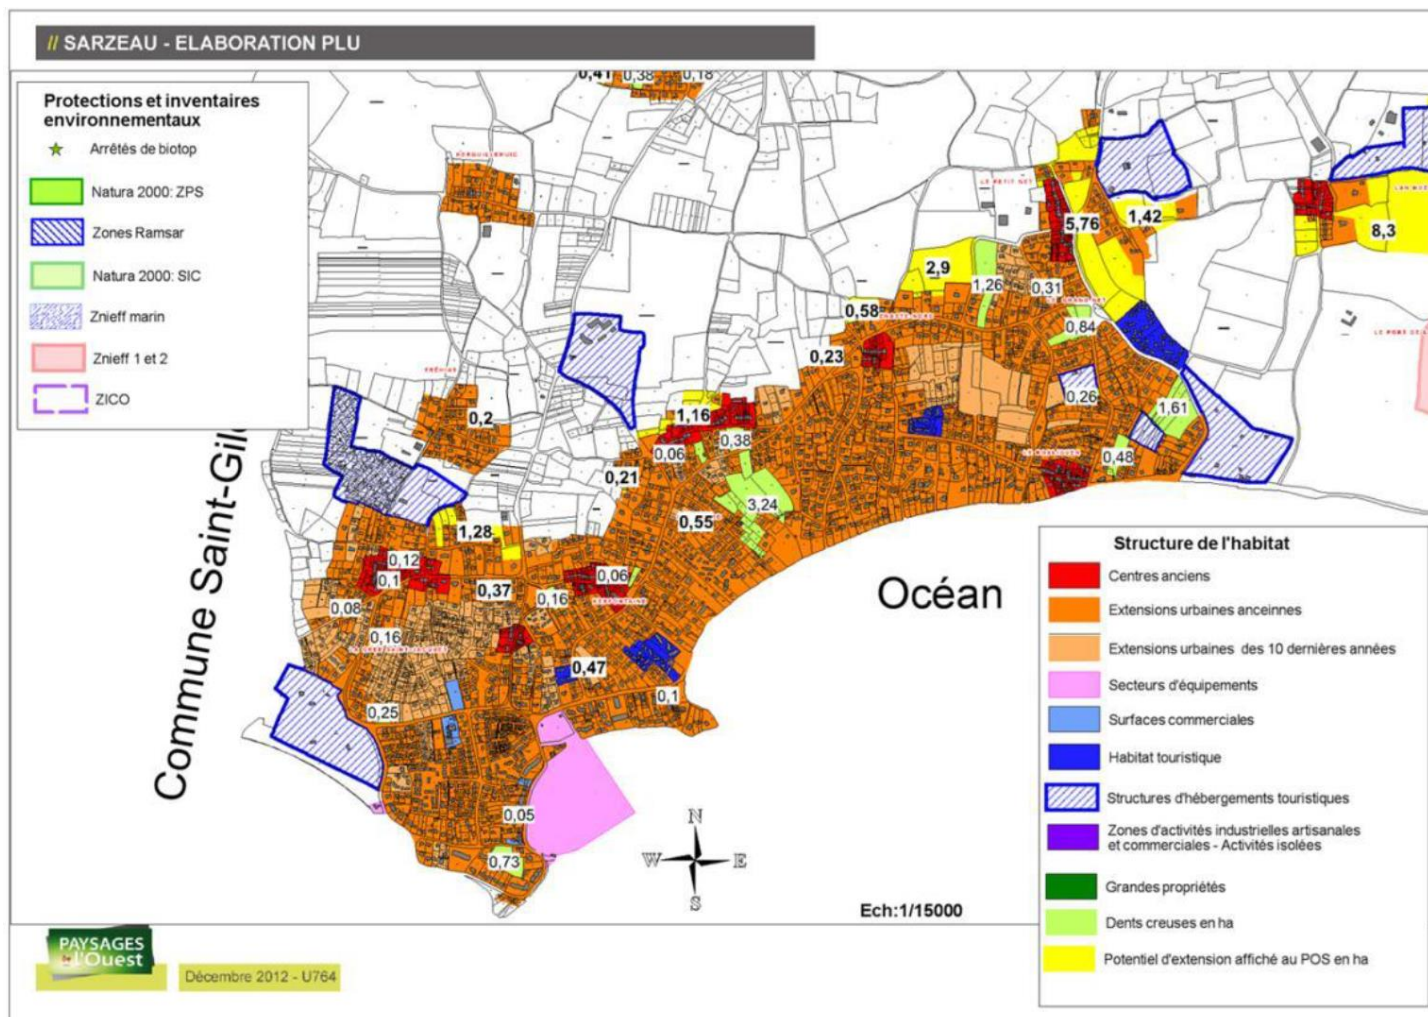 // SARZEAU - ELABORATION PLU
Protections et inventaires
environnementaux
Arrêtés de biotop
Natura 2000: ZPS
Zones Ramsar
Natura 2000: SIC
Znieff marin
Znieff 1 et 2
ZICO
0,41
0,38
0,18
LE PETIT NET
5,76
1,42
8,3
2,9
1,26
0,31
0,58
0,84
0,23
0,26
1,61
0,2
1,16
0,38
0,06
0,48
0,21
3,24
0,55
1,28
0,12
0,1
0,06
0,37
0,16
0,08
0,16
0,47
0,1
0,25
0,05
0,73
Commune Saint-Gil
Océan
N
W
E
S
Ech:1/15000
Structure de l'habitat
Centres anciens
Extensions urbaines anceinnes
Extensions urbaines des 10 dernières années
Secteurs d'équipements
Surfaces commerciales
Habitat touristique
Structures d'hébergements touristiques
Zones d'activités industrielles artisanales
et commerciales - Activités isolées
Grandes propriétés
Dents creuses en ha
Potentiel d'extension affiché au POS en ha
PAYSAGES
de l'Ouest
Décembre 2012 - U764